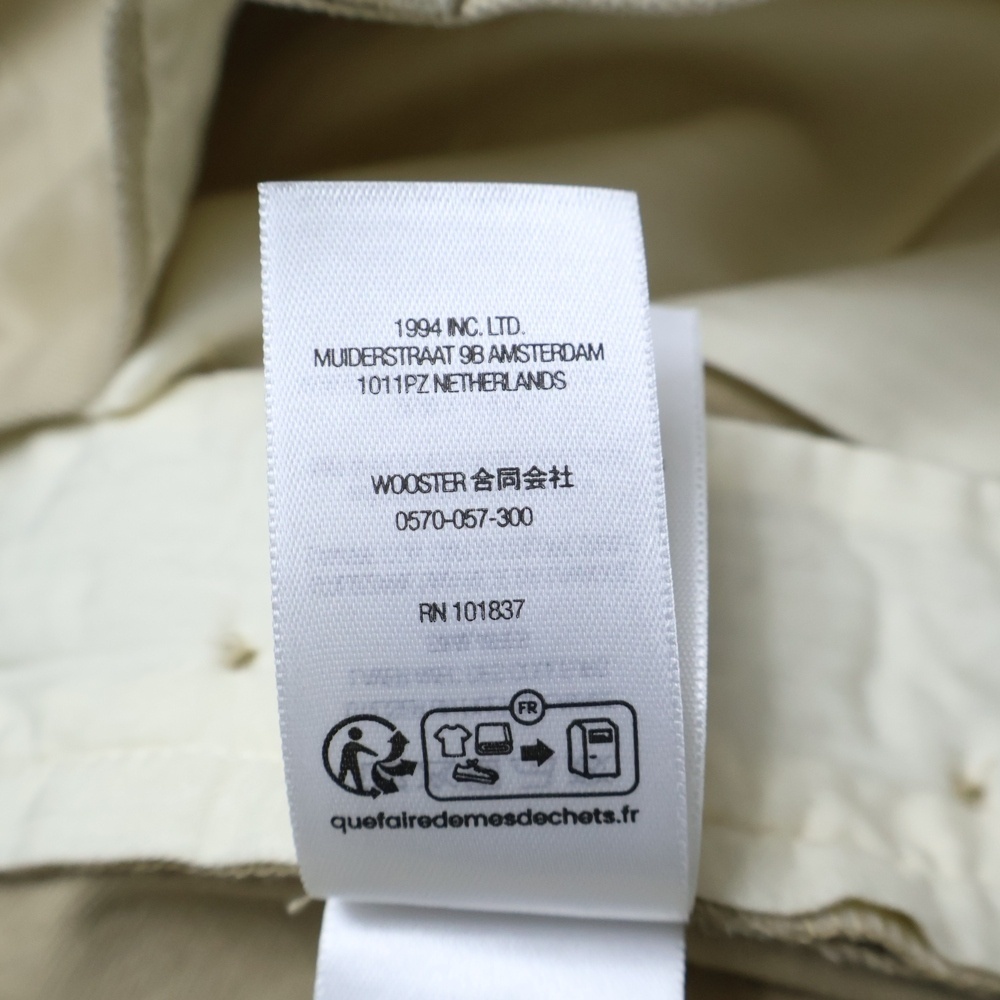 1994 INC. LTD.
MUIDERSTRAAT 9B AMSTERDAM
1011PZ NETHERLANDS
WOOSTER 合同会社
0570-057-300
RN 101837
FR
quefairedemesdechets.fr